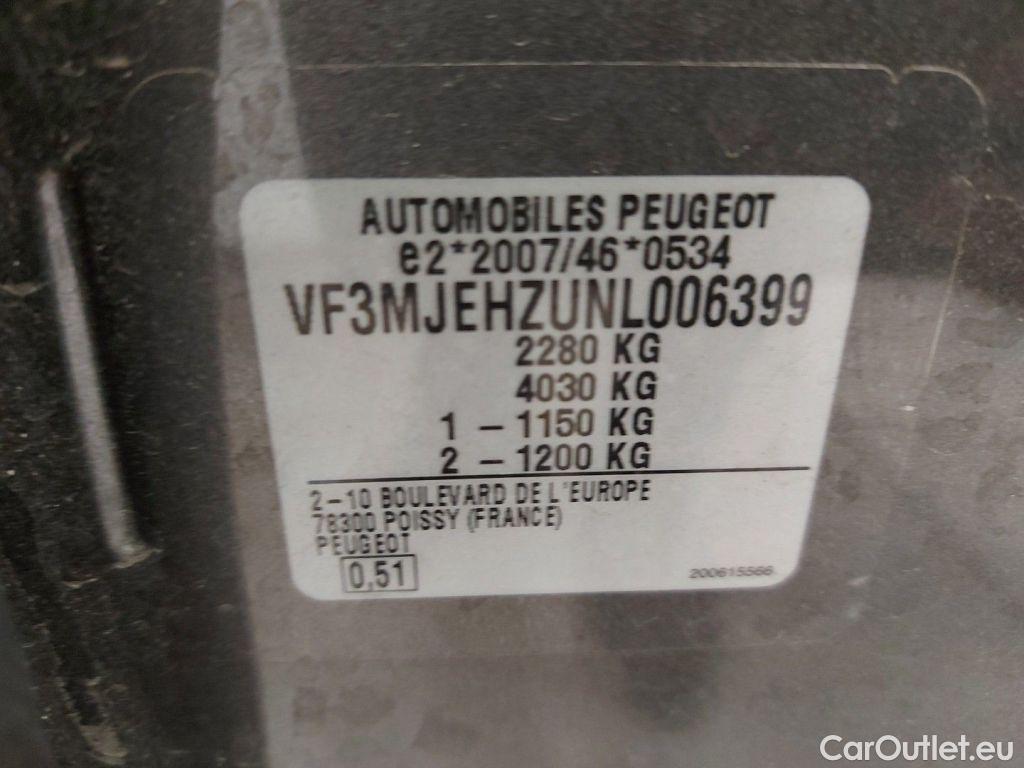 AUTOMOBILES PEUGEOT
e2*2007/46*0534
VF3MJEHZUNL006399
2280 KG
4030 KG
1 – 1150 KG
2 – 1200 KG
2–10 BOULEVARD DE L'EUROPE
78300 POISSY (FRANCE)
PEUGEOT
0,51
200615566
CarOutlet.eu